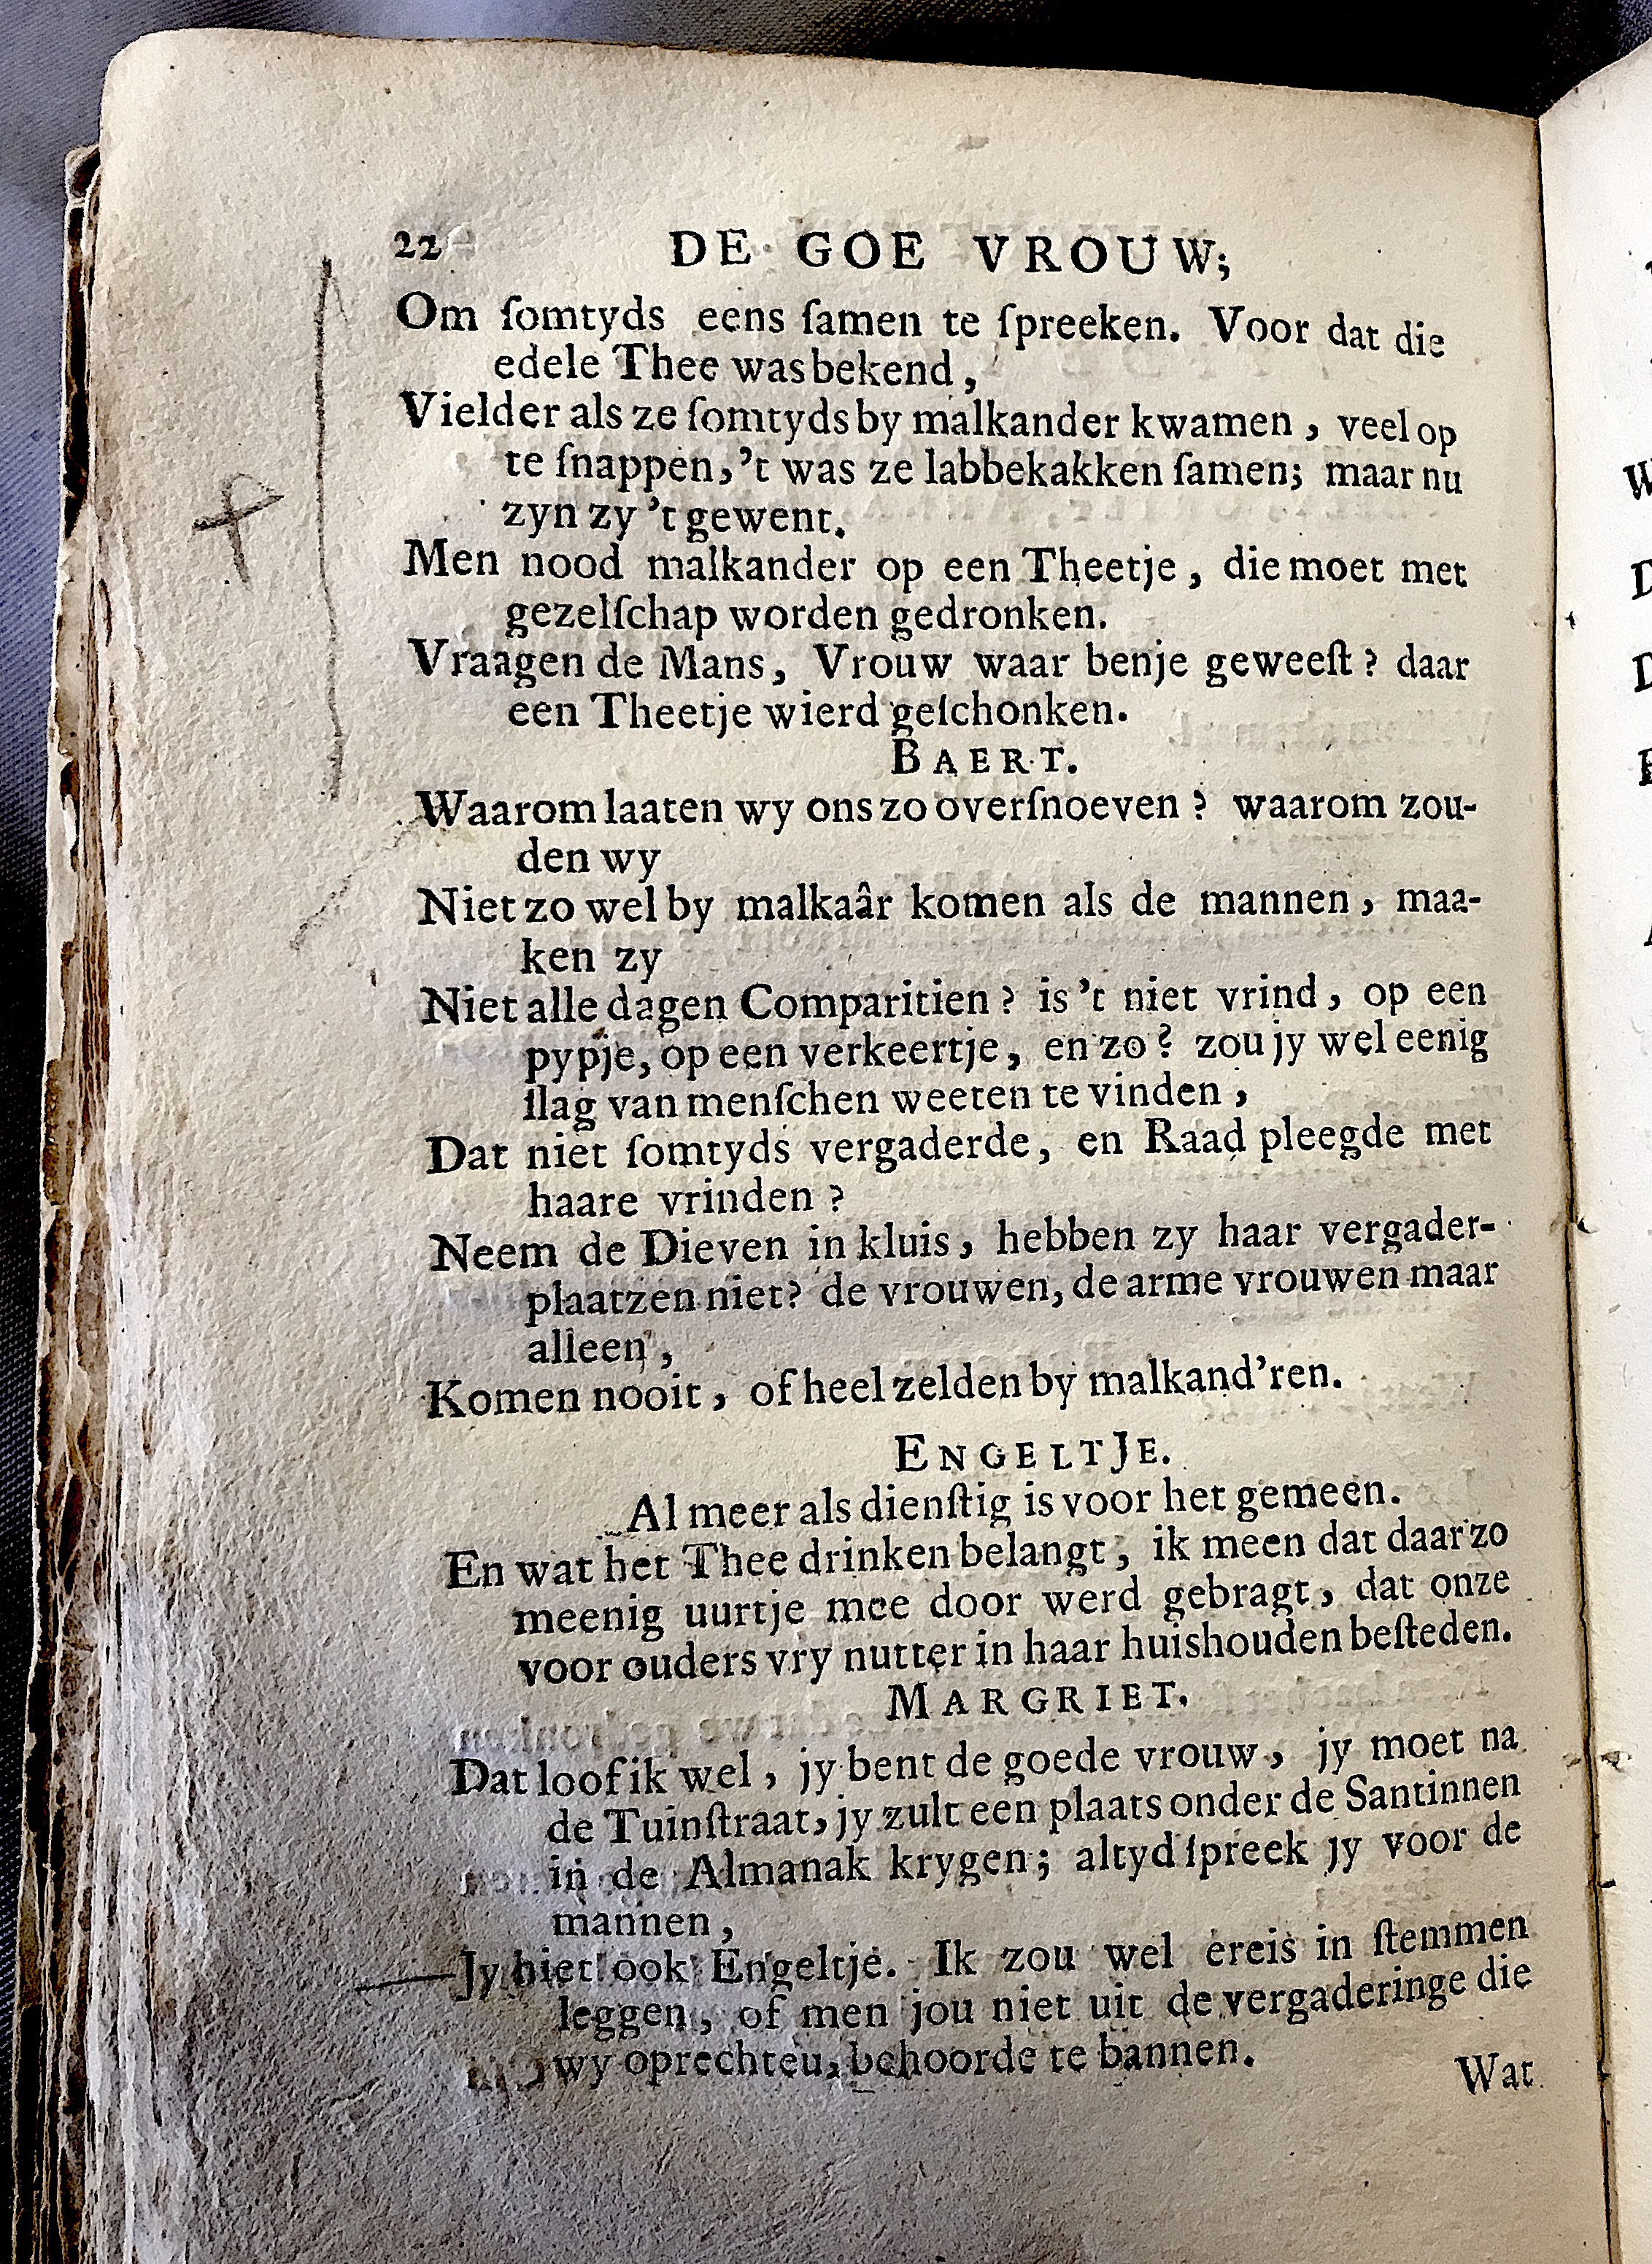 22 DE GOE VROUW;
Om ſomtyds eens ſamen te ſpreeken. Voor dat die
edele Thee was bekend,
Vielder als ze ſomtyds by malkander kwamen, veel op
te ſnappen, 't was ze labbekakken ſamen; maar nu
zyn zy 't gewent.
Men nood malkander op een Theetje, die moet met
gezelſchap worden gedronken.
Vraagen de Mans, Vrouw waar benje geweeſt? daar
een Theetje wierd geſchonken.
BAERT.
Waarom laaten wy ons zo overſnoeven? waarom zou-
den wy
Niet zo wel by malkaâr komen als de mannen, maa-
ken zy
Niet alle dagen Comparitien? is 't niet vrind, op een
pypje, op een verkeertje, en zo? zou jy wel eenig
ſlag van menſchen weeten te vinden,
Dat niet ſomtyds vergaderde, en Raad pleegde met
haare vrinden?
Neem de Dieven in kluis, hebben zy haar vergader-
plaatzen niet? de vrouwen, de arme vrouwen maar
alleen,
Komen nooit, of heel zelden by malkand'ren.
ENGELTJE.
Al meer als dienſtig is voor het gemeen.
En wat het Thee drinken belangt, ik meen dat daar zo
meenig uurtje mee door werd gebragt, dat onze
voor ouders vry nutter in haar huishouden beſteden.
MARGRIET.
Dat loof ik wel, jy bent de goede vrouw, jy moet na
de Tuinſtraat, jy zult een plaats onder de Santinnen
in de Almanak krygen; altyd ſpreek jy voor de
mannen,
Jy hiet ook Engeltje. Ik zou wel ereis in ſtemmen
leggen, of men jou niet uit de vergaderinge die
wy oprechteu, behoorde te bannen.
Wat